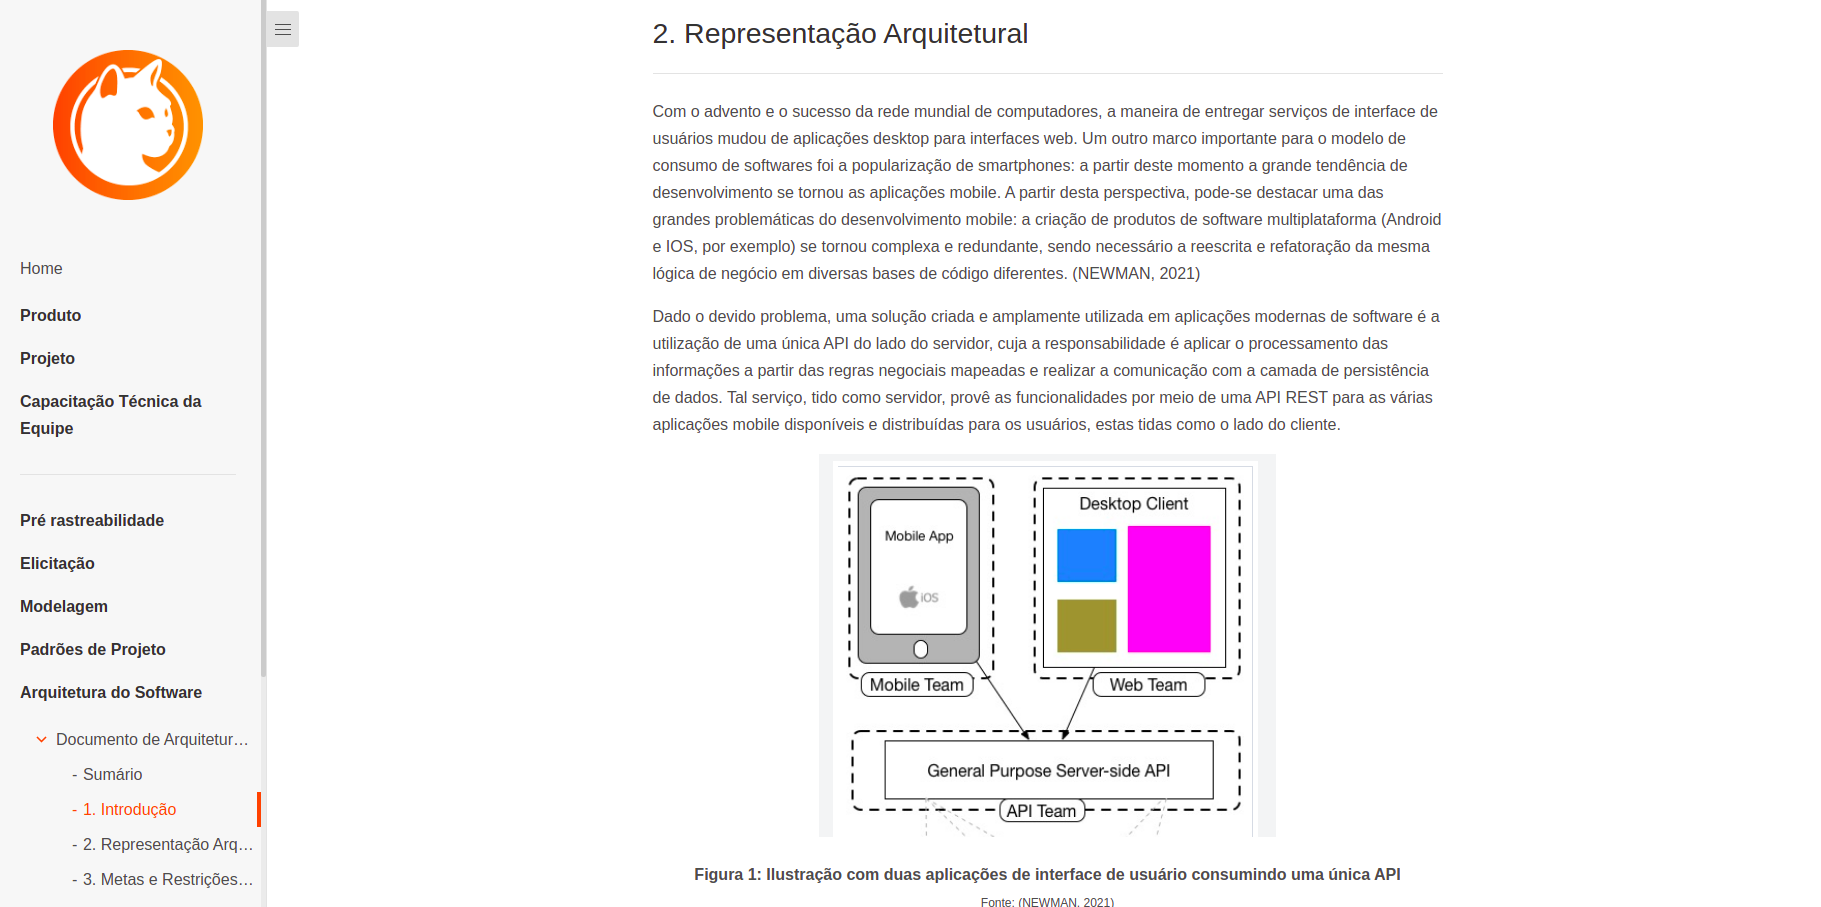 Home
Produto
Projeto
Capacitação Técnica da
Equipe
Pré rastreabilidade
Elicitação
Modelagem
Padrões de Projeto
Arquitetura do Software
Documento de Arquitetur…
- Sumário
- 1. Introdução
- 2. Representação Arq…
- 3. Metas e Restrições…
2. Representação Arquitetural
Com o advento e o sucesso da rede mundial de computadores, a maneira de entregar serviços de interface de
usuários mudou de aplicações desktop para interfaces web. Um outro marco importante para o modelo de
consumo de softwares foi a popularização de smartphones: a partir deste momento a grande tendência de
desenvolvimento se tornou as aplicações mobile. A partir desta perspectiva, pode-se destacar uma das
grandes problemáticas do desenvolvimento mobile: a criação de produtos de software multiplataforma (Android
e IOS, por exemplo) se tornou complexa e redundante, sendo necessário a reescrita e refatoração da mesma
lógica de negócio em diversas bases de código diferentes. (NEWMAN, 2021)
Dado o devido problema, uma solução criada e amplamente utilizada em aplicações modernas de software é a
utilização de uma única API do lado do servidor, cuja a responsabilidade é aplicar o processamento das
informações a partir das regras negociais mapeadas e realizar a comunicação com a camada de persistência
de dados. Tal serviço, tido como servidor, provê as funcionalidades por meio de uma API REST para as várias
aplicações mobile disponíveis e distribuídas para os usuários, estas tidas como o lado do cliente.
Desktop Client
Mobile App
iOS
Mobile Team
Web Team
General Purpose Server-side API
API Team
Figura 1: Ilustração com duas aplicações de interface de usuário consumindo uma única API
Fonte: (NEWMAN, 2021)